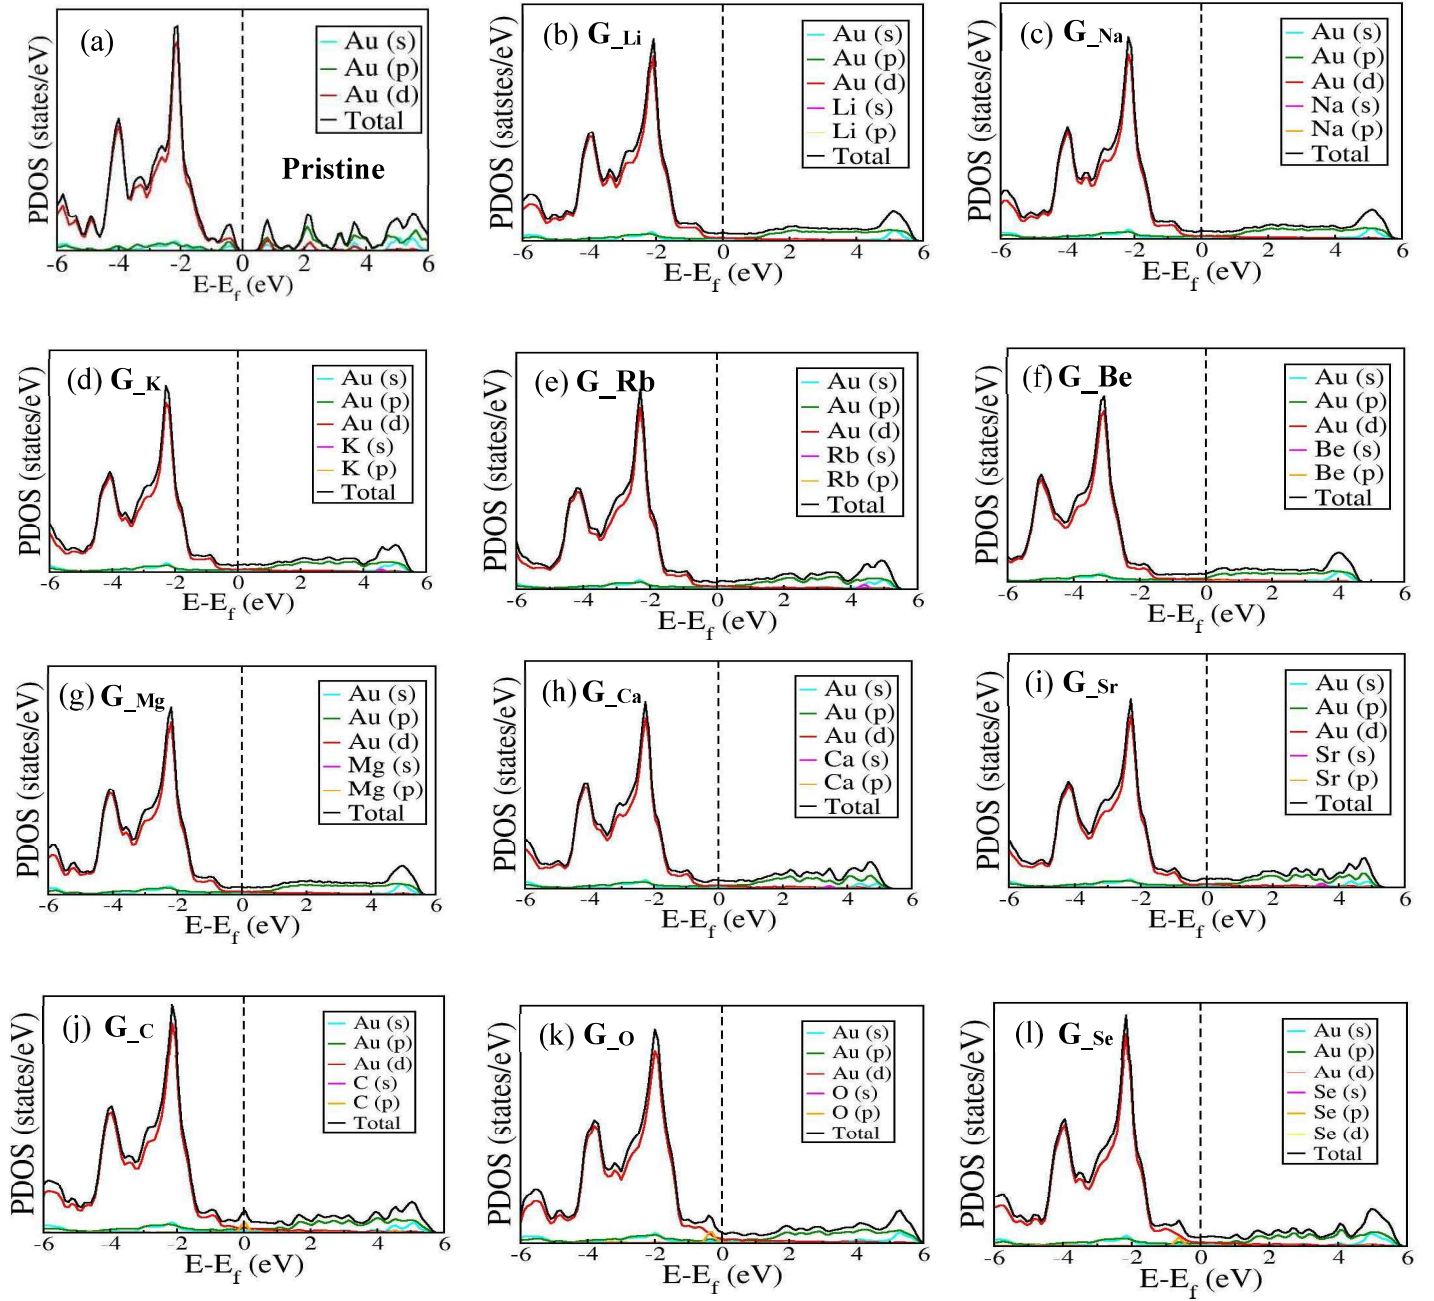 (a)
Au (s)
Au (p)
Au (d)
Total
Pristine
PDOS (states/eV)
-6 -4 -2 0 2 4 6
E-Ef (eV)
(b) G_Li
Au (s)
Au (p)
Au (d)
Li (s)
Li (p)
Total
PDOS (satstes/eV)
-6 -4 -2 0 2 4 6
E-Ef (eV)
(c) G_Na
Au (s)
Au (p)
Au (d)
Na (s)
Na (p)
Total
PDOS (states/eV)
-6 -4 -2 0 2 4 6
E-Ef (eV)
(d) G_K
Au (s)
Au (p)
Au (d)
K (s)
K (p)
Total
PDOS (states/eV)
-6 -4 -2 0 2 4 6
E-Ef (eV)
(e) G_Rb
Au (s)
Au (p)
Au (d)
Rb (s)
Rb (p)
Total
PDOS (states/eV)
-6 -4 -2 0 2 4 6
E-Ef (eV)
(f) G_Be
Au (s)
Au (p)
Au (d)
Be (s)
Be (p)
Total
PDOS (states/eV)
-6 -4 -2 0 2 4 6
E-Ef (eV)
(g) G_Mg
Au (s)
Au (p)
Au (d)
Mg (s)
Mg (p)
Total
PDOS (states/eV)
-6 -4 -2 0 2 4 6
E-Ef (eV)
(h) G_Ca
Au (s)
Au (p)
Au (d)
Ca (s)
Ca (p)
Total
PDOS (states/eV)
-6 -4 -2 0 2 4 6
E-Ef (eV)
(i) G_Sr
Au (s)
Au (p)
Au (d)
Sr (s)
Sr (p)
Total
PDOS (states/eV)
-6 -4 -2 0 2 4 6
E-Ef (eV)
(j) G_C
Au (s)
Au (p)
Au (d)
C (s)
C (p)
Total
PDOS (states/eV)
-6 -4 -2 0 2 4 6
E-Ef (eV)
(k) G_O
Au (s)
Au (p)
Au (d)
O (s)
O (p)
Total
PDOS (states/eV)
-6 -4 -2 0 2 4 6
E-Ef (eV)
(l) G_Se
Au (s)
Au (p)
Au (d)
Se (s)
Se (p)
Se (d)
Total
PDOS (states/eV)
-6 -4 -2 0 2 4 6
E-Ef (eV)